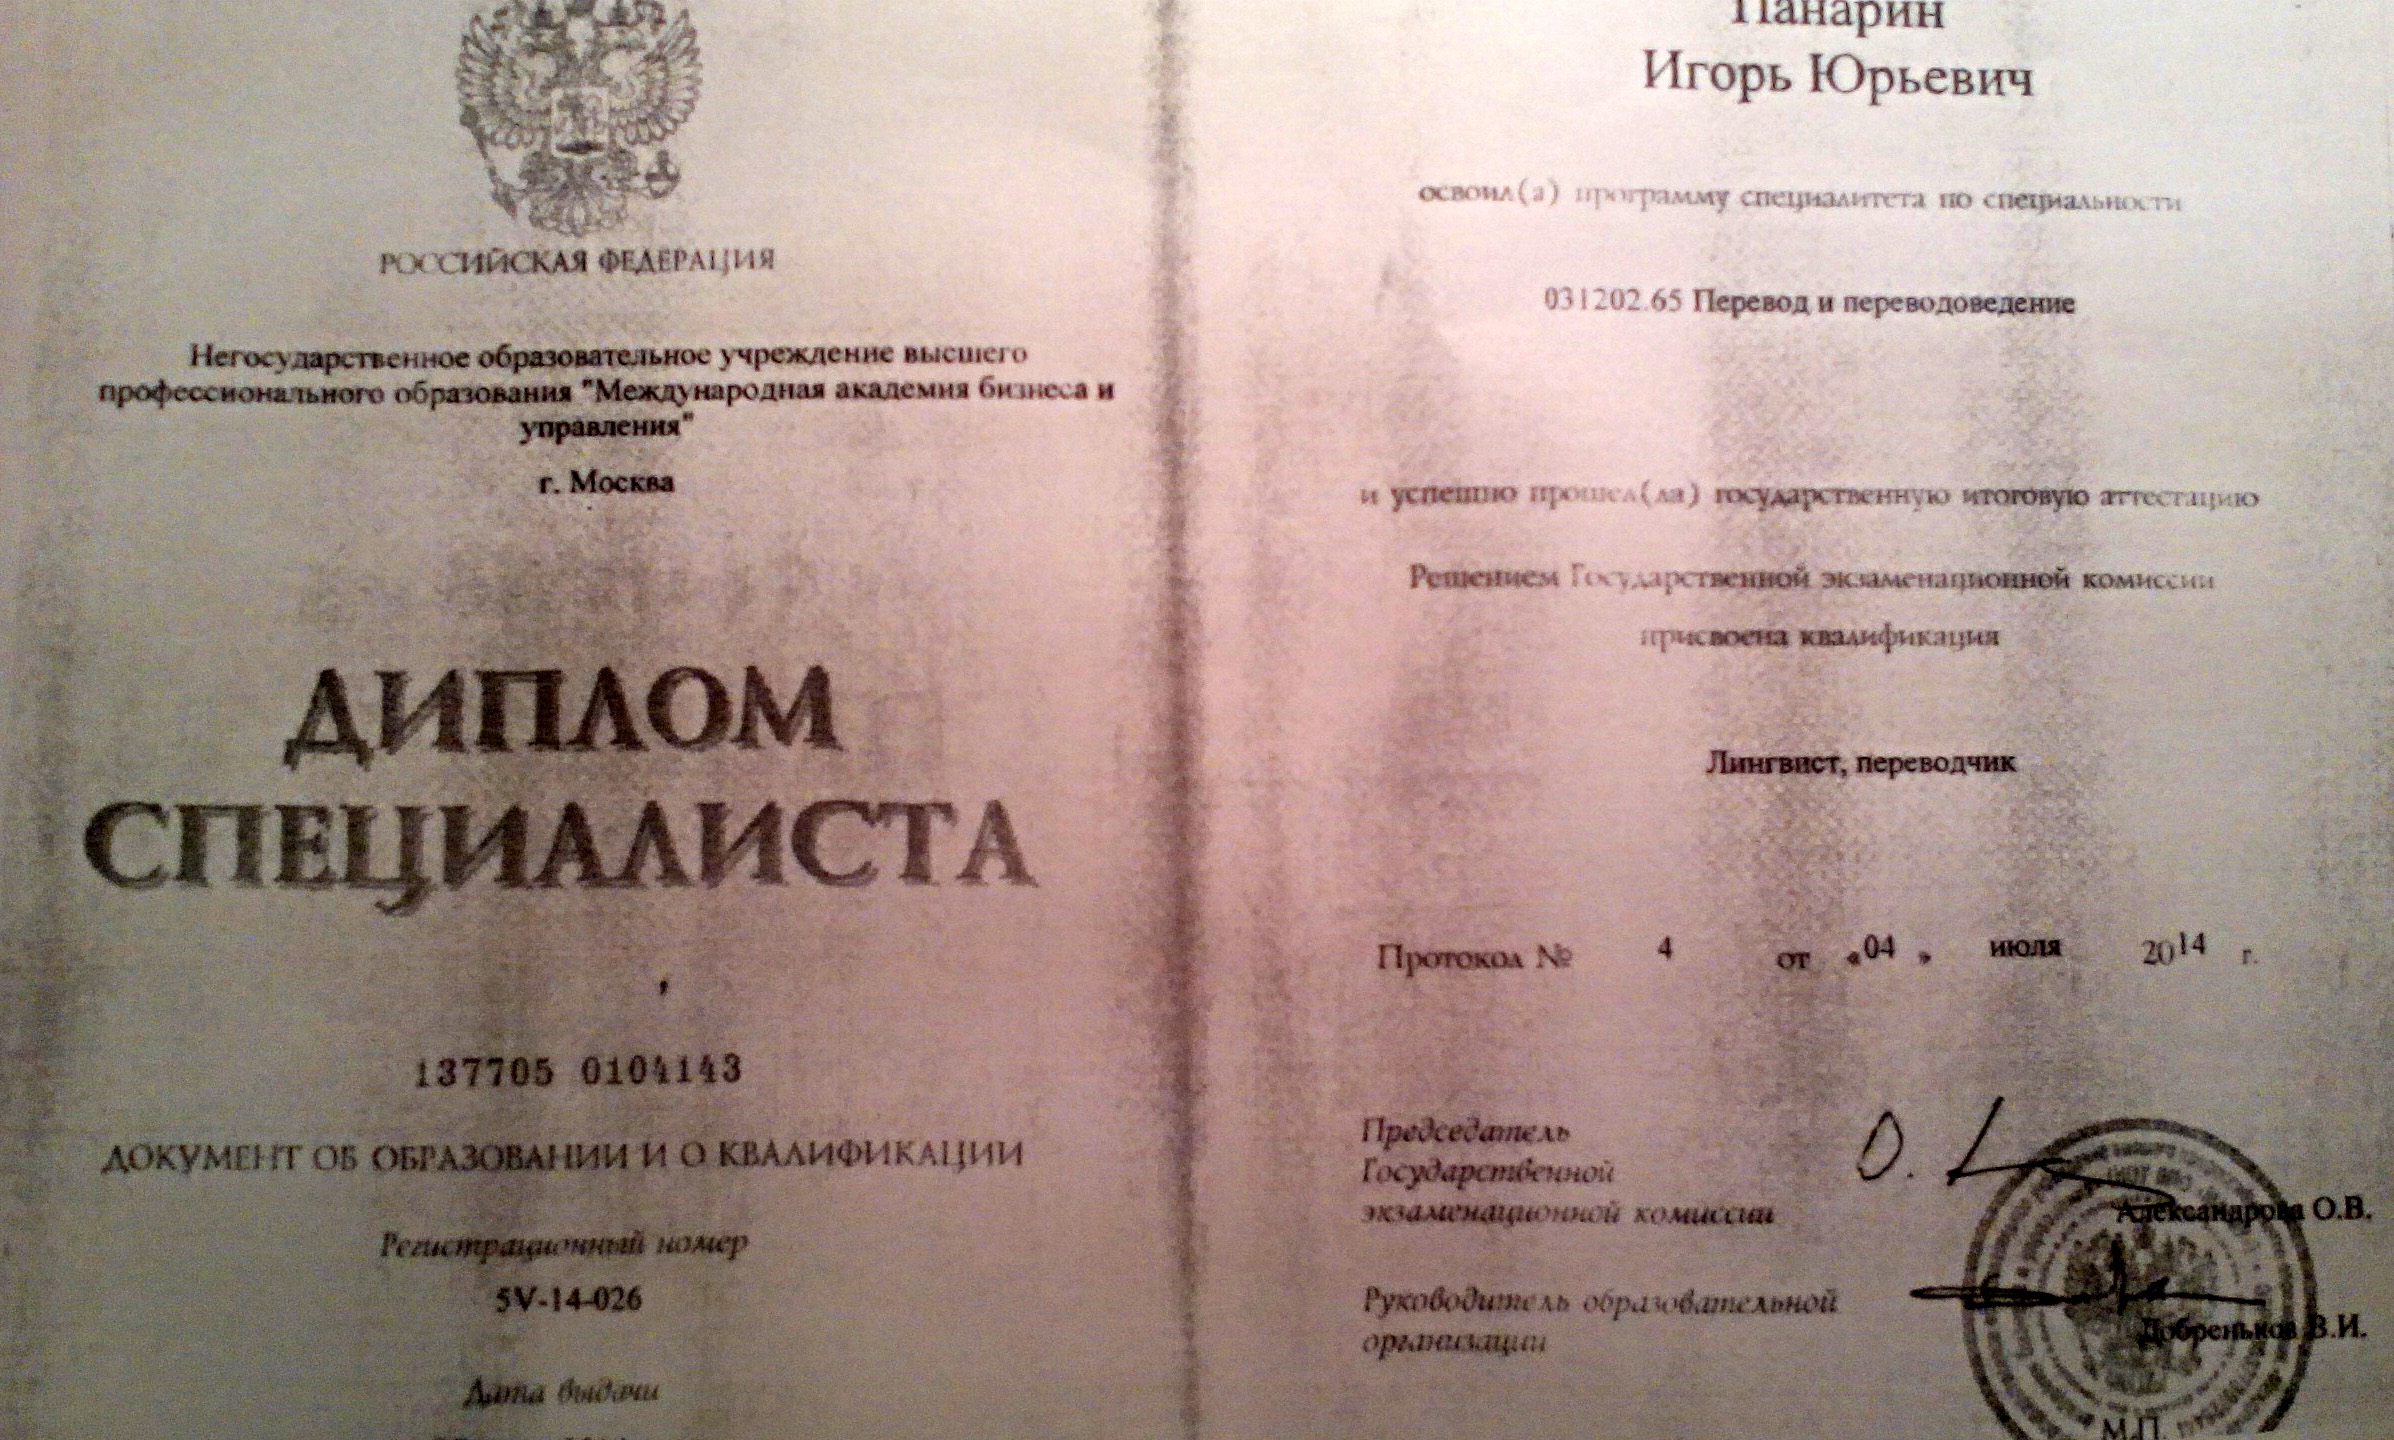 РОССИЙСКАЯ ФЕДЕРАЦИЯ
Негосударственное образовательное учреждение высшего
профессионального образования "Международная академия бизнеса и
управления"
г. Москва
ДИПЛОМ
СПЕЦИАЛИСТА
137705 0104143
ДОКУМЕНТ ОБ ОБРАЗОВАНИИ И О КВАЛИФИКАЦИИ
Регистрационный номер
5V-14-026
Дата выдачи
Панарин
Игорь Юрьевич
освоил(а) программу специалитета по специальности
031202.65 Перевод и переводоведение
и успешно прошел(ла) государственную итоговую аттестацию
Решением Государственной экзаменационной комиссии
присвоена квалификация
Лингвист, переводчик
Протокол № 4 от «04» июля 2014 г.
Председатель
Государственной
экзаменационной комиссии
Александрова О.В.
Руководитель образовательной
организации
Добреньков В.И.
М.П.